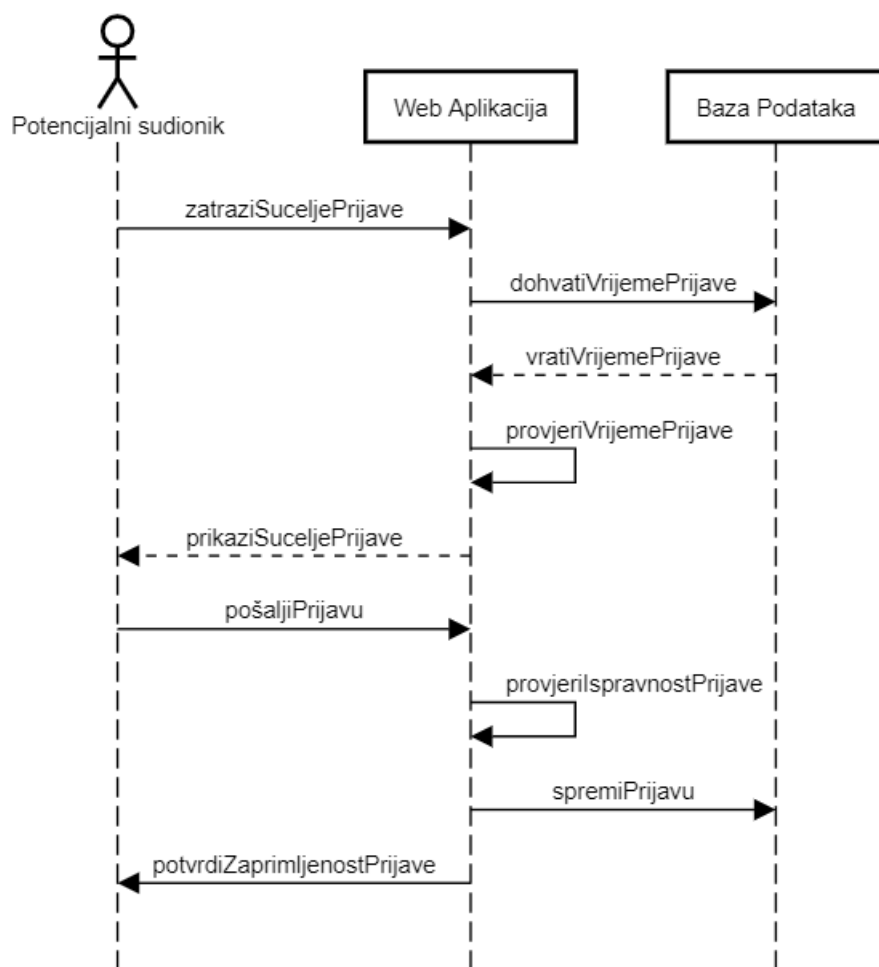 Potencijalni sudionik
Web Aplikacija
Baza Podataka
zatraziSuceljePrijave
dohvatiVrijemePrijave
vratiVrijemePrijave
provjeriVrijemePrijave
prikaziSuceljePrijave
pošaljiPrijavu
provjeriIspravnostPrijave
spremiPrijavu
potvrdiZaprimljenostPrijave